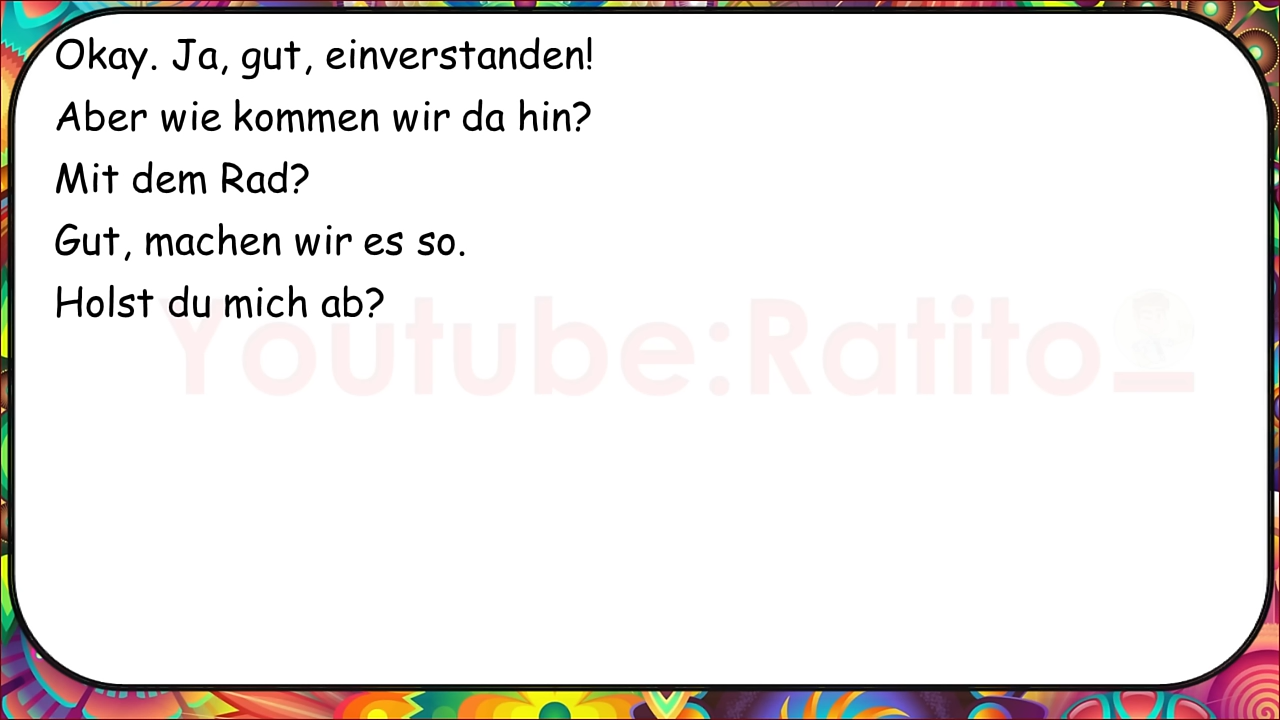 Okay. Ja, gut, einverstanden!
Aber wie kommen wir da hin?
Mit dem Rad?
Gut, machen wir es so.
Holst du mich ab?
Youtube:Ratito_